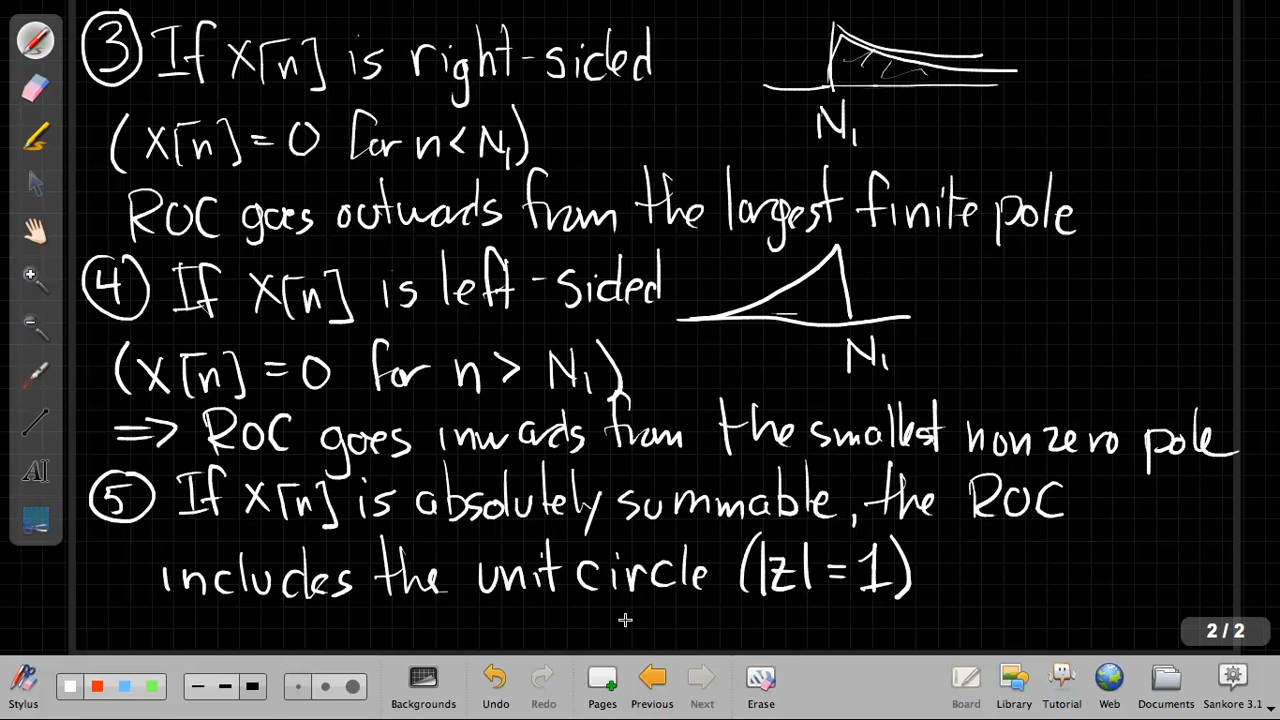 ③ If x[n] is right-sided
N₁
(x[n] = 0 for n < N₁)
ROC goes outwards from the largest finite pole
④ If x[n] is left-sided
N₁
(x[n] = 0 for n > N₁)
=> ROC goes inwards from the smallest nonzero pole
⑤ If x[n] is absolutely summable, the ROC
includes the unit circle (|z| = 1)
2 / 2
AI
Stylus Backgrounds Undo Redo Pages Previous Next Erase Board Library Tutorial Web Documents Sankore 3.1